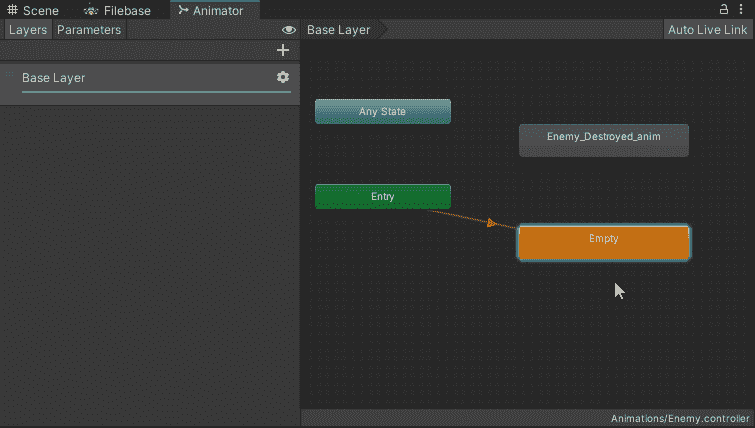 Scene Filebase Animator
Layers Parameters Base Layer Auto Live Link
Base Layer
Any State
Enemy_Destroyed_anim
Entry
Empty
Animations/Enemy.controller